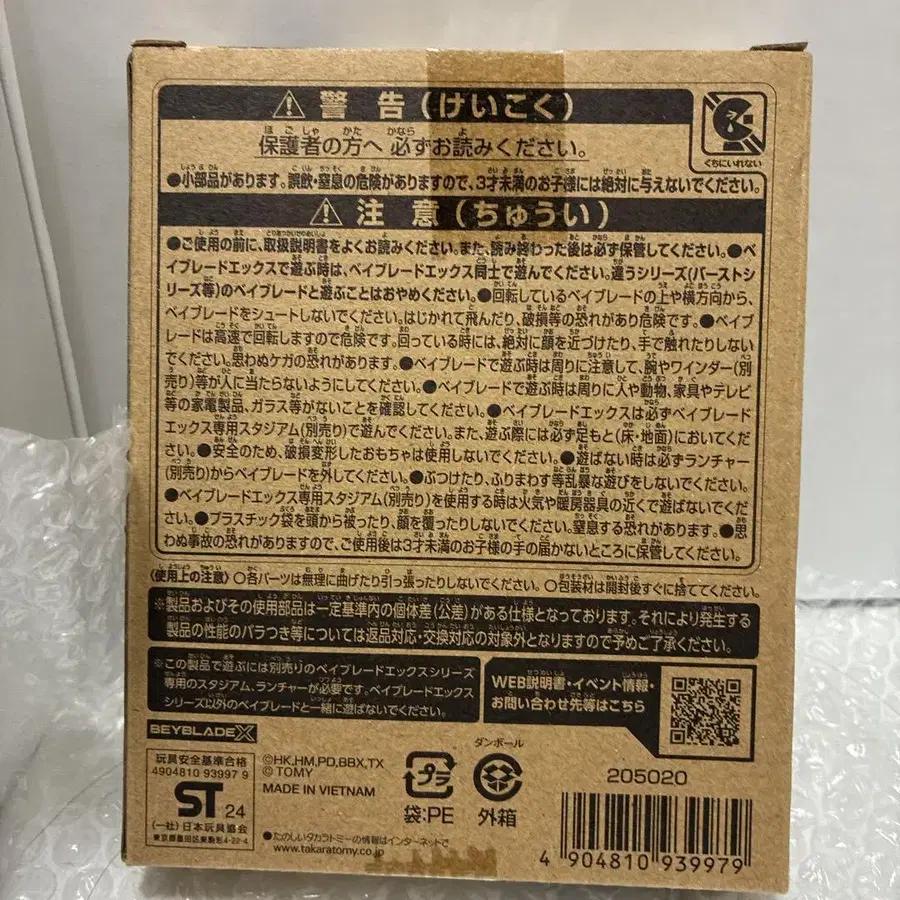 ⚠ 警告(けいこく)
保護者の方へ 必ずお読みください。
くちにいれない
●小部品があります。誤飲・窒息の危険がありますので、3才未満のお子様には絶対に与えないでください。
⚠ 注意(ちゅうい)
●ご使用の前に、取扱説明書をよくお読みください。また、読み終わった後は必ず保管してください。●ベ
イブレードエックスで遊ぶ時は、ベイブレードエックス同士で遊んでください。違うシリーズ(バーストシ
リーズ等)のベイブレードと遊ぶことはおやめください。●回転しているベイブレードの上や横方向から、
ベイブレードをシュートしないでください。はじかれて飛んだり、破損等の恐れがあり危険です。●ベイブ
レードは高速で回転しますので危険です。回っている時には、絶対に顔を近づけたり、手で触れたりしない
でください。思わぬケガの恐れがあります。●ベイブレードで遊ぶ時は周りに注意して、腕やワインダー(別
売り)等が人に当たらないようにしてください。●ベイブレードで遊ぶ時は周りに人や動物、家具やテレビ
等の家電製品、ガラス等がないことを確認してください。●ベイブレードエックスは必ずベイブレード
エックス専用スタジアム(別売り)で遊んでください。また、遊ぶ際には必ず足もと(床・地面)においてくだ
さい。●安全のため、破損変形したおもちゃは使用しないでください。●遊ばない時は必ずランチャー
(別売り)からベイブレードを外してください。●ぶつけたり、ふりまわす等乱暴な遊びをしないでください。
●ベイブレードエックス専用スタジアム(別売り)を使用する時は火気や暖房器具の近くで遊ばないでくだ
さい。●プラスチック袋を頭から被ったり、顔を覆ったりしないでください。窒息する恐れがあります。●思
わぬ事故の恐れがありますので、ご使用後は3才未満のお子様の手の届かないところに保管してください。
〈使用上の注意〉○各パーツは無理に曲げたり引っ張ったりしないでください。○包装材は開封後すぐに捨ててください。
※製品およびその使用部品は一定基準内の個体差(公差)がある仕様となっております。それにより発生する
製品の性能のバラつき等については返品対応・交換対応の対象外となりますので予めご了承ください。
※この製品で遊ぶには別売りのベイブレードエックスシリーズ
専用のスタジアム、ランチャーが必要です。ベイブレードエックス
シリーズ以外のベイブレードと一緒に遊ばないでください。
WEB説明書・イベント情報・
お問い合わせ先等はこちら
BEYBLADE X
玩具安全基準合格
4904810 93997 9
ST 24
(一社)日本玩具協会
東京都墨田区東駒形4-22-4
©HK,HM,PD,BBX,TX
© TOMY
MADE IN VIETNAM
プラ
袋:PE
ダンボール
外箱
205020
●たのしいタカラトミーの情報はインターネットで
www.takaratomy.co.jp
4 904810 939979